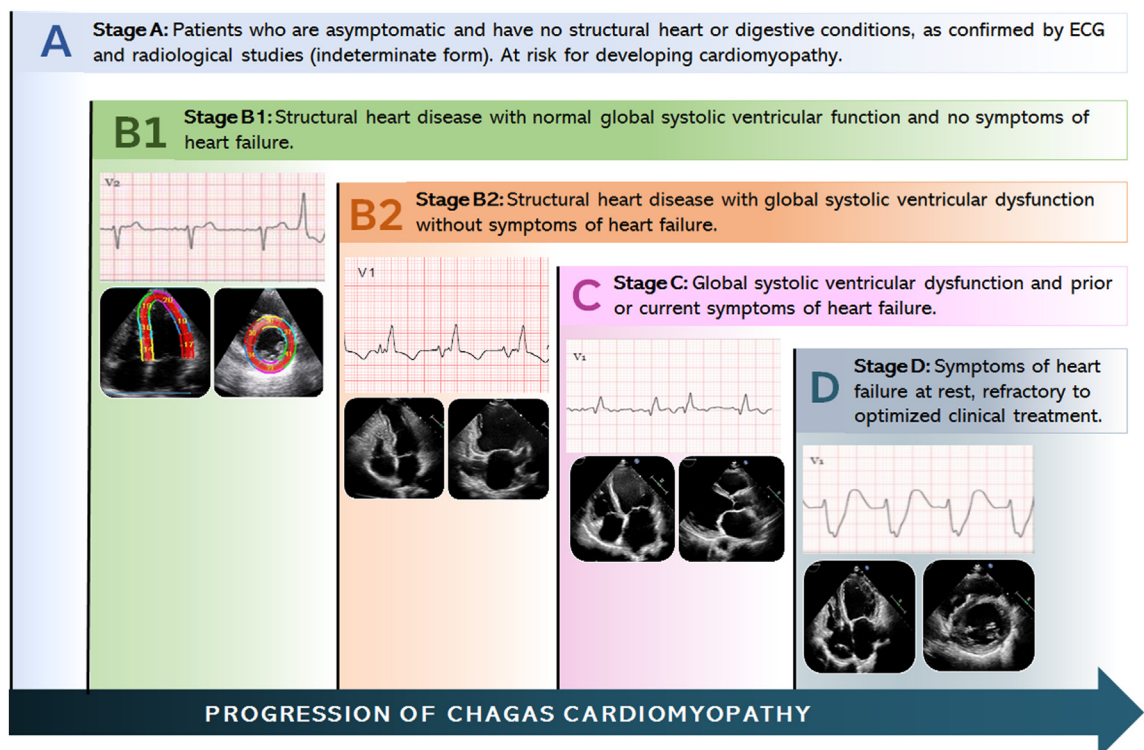 A
Stage A: Patients who are asymptomatic and have no structural heart or digestive conditions, as confirmed by ECG
and radiological studies (indeterminate form). At risk for developing cardiomyopathy.
B1
Stage B1: Structural heart disease with normal global systolic ventricular function and no symptoms of
heart failure.
V2
B2
Stage B2: Structural heart disease with global systolic ventricular dysfunction
without symptoms of heart failure.
V1
C
Stage C: Global systolic ventricular dysfunction and prior
or current symptoms of heart failure.
V1
D
Stage D: Symptoms of heart
failure at rest, refractory to
optimized clinical treatment.
V1
PROGRESSION OF CHAGAS CARDIOMYOPATHY